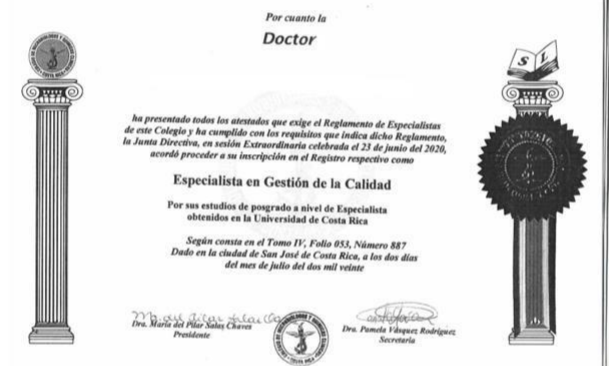 Por cuanto la
Doctor
ha presentado todos los atestados que exige el Reglamento de Especialistas
de este Colegio y ha cumplido con los requisitos que indica dicho Reglamento,
la Junta Directiva, en sesión Extraordinaria celebrada el 23 de junio del 2020,
acordó proceder a su inscripción en el Registro respectivo como
Especialista en Gestión de la Calidad
Por sus estudios de posgrado a nivel de Especialista
obtenidos en la Universidad de Costa Rica
Según consta en el Tomo IV, Folio 053, Número 887
Dado en la ciudad de San José de Costa Rica, a los dos días
del mes de julio del dos mil veinte
Dra. María del Pilar Salas Chaves
Presidente
Dra. Pamela Vásquez Rodríguez
Secretaria
S L